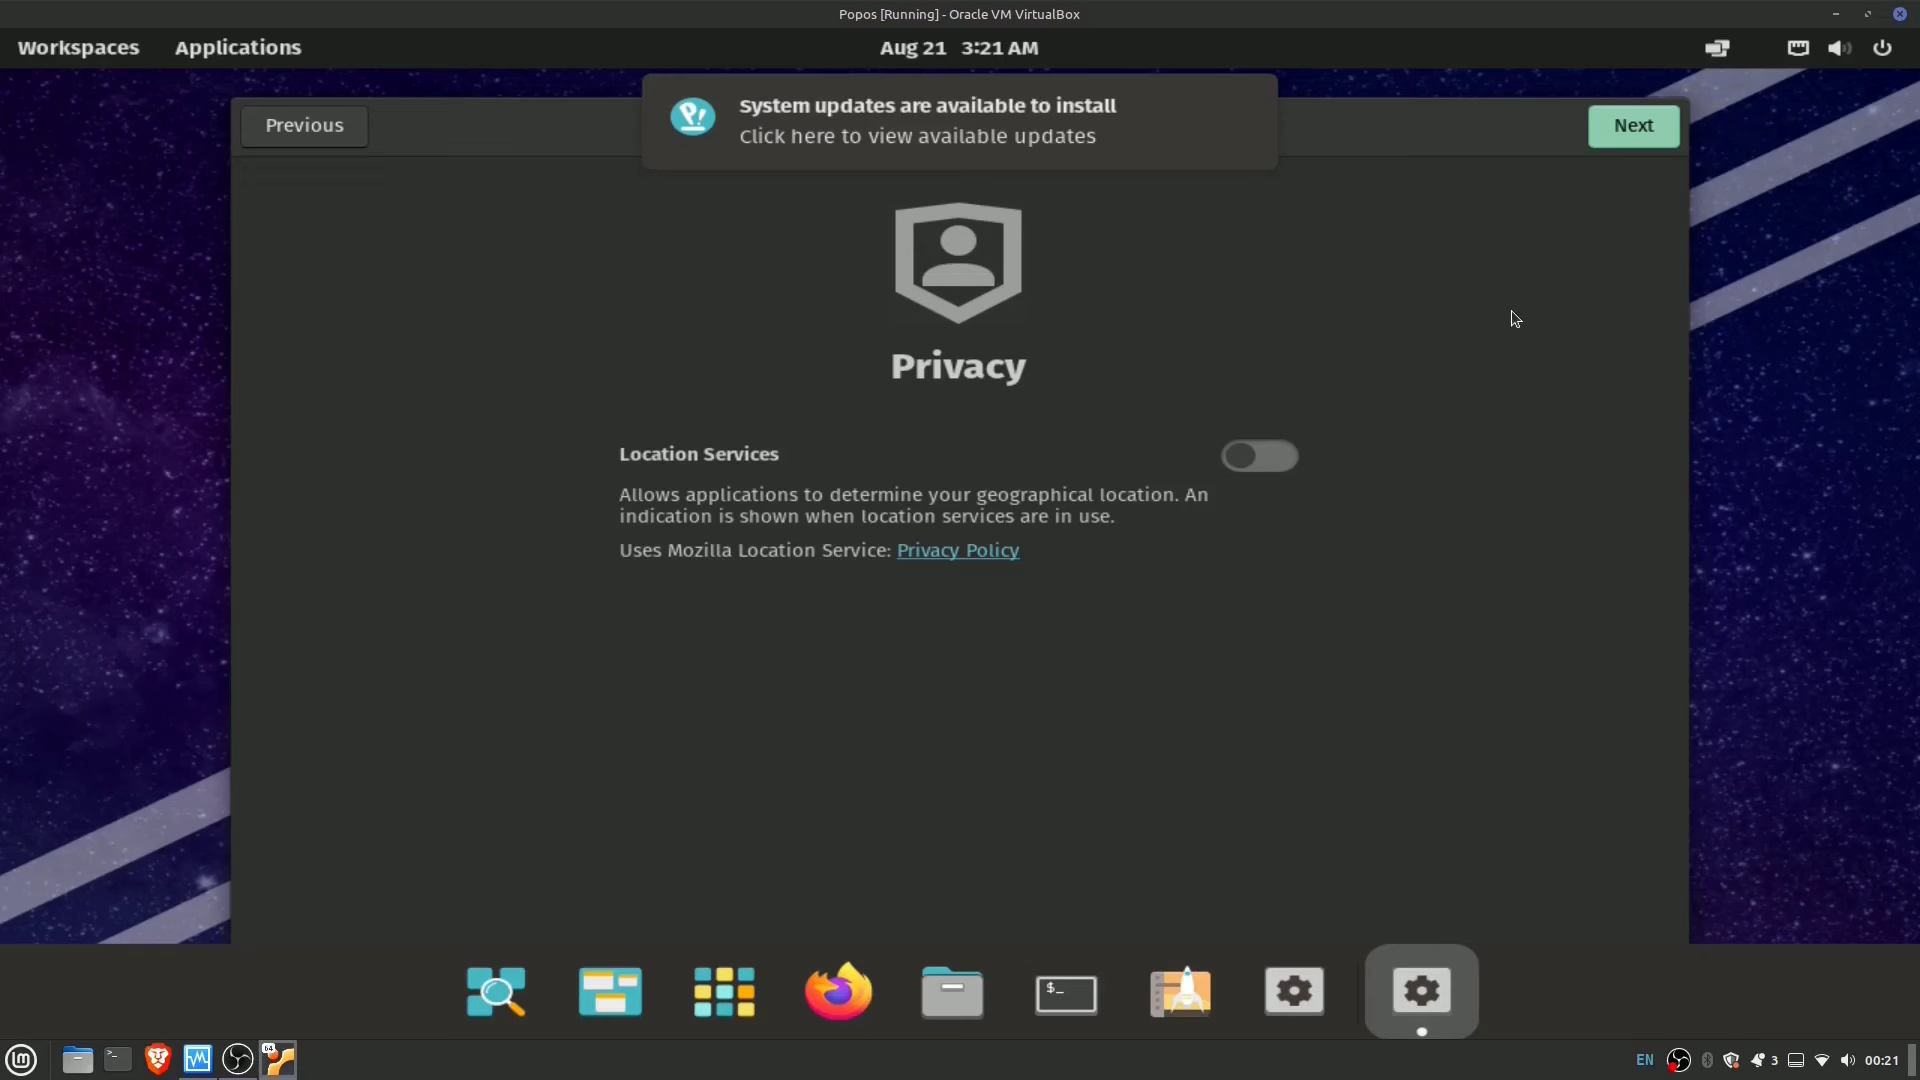 Popos [Running] - Oracle VM VirtualBox
Workspaces Applications Aug 21 3:21 AM
System updates are available to install
Click here to view available updates
Previous
Next
Privacy
Location Services
Allows applications to determine your geographical location. An
indication is shown when location services are in use.
Uses Mozilla Location Service: Privacy Policy
$_
64
EN 3 00:21